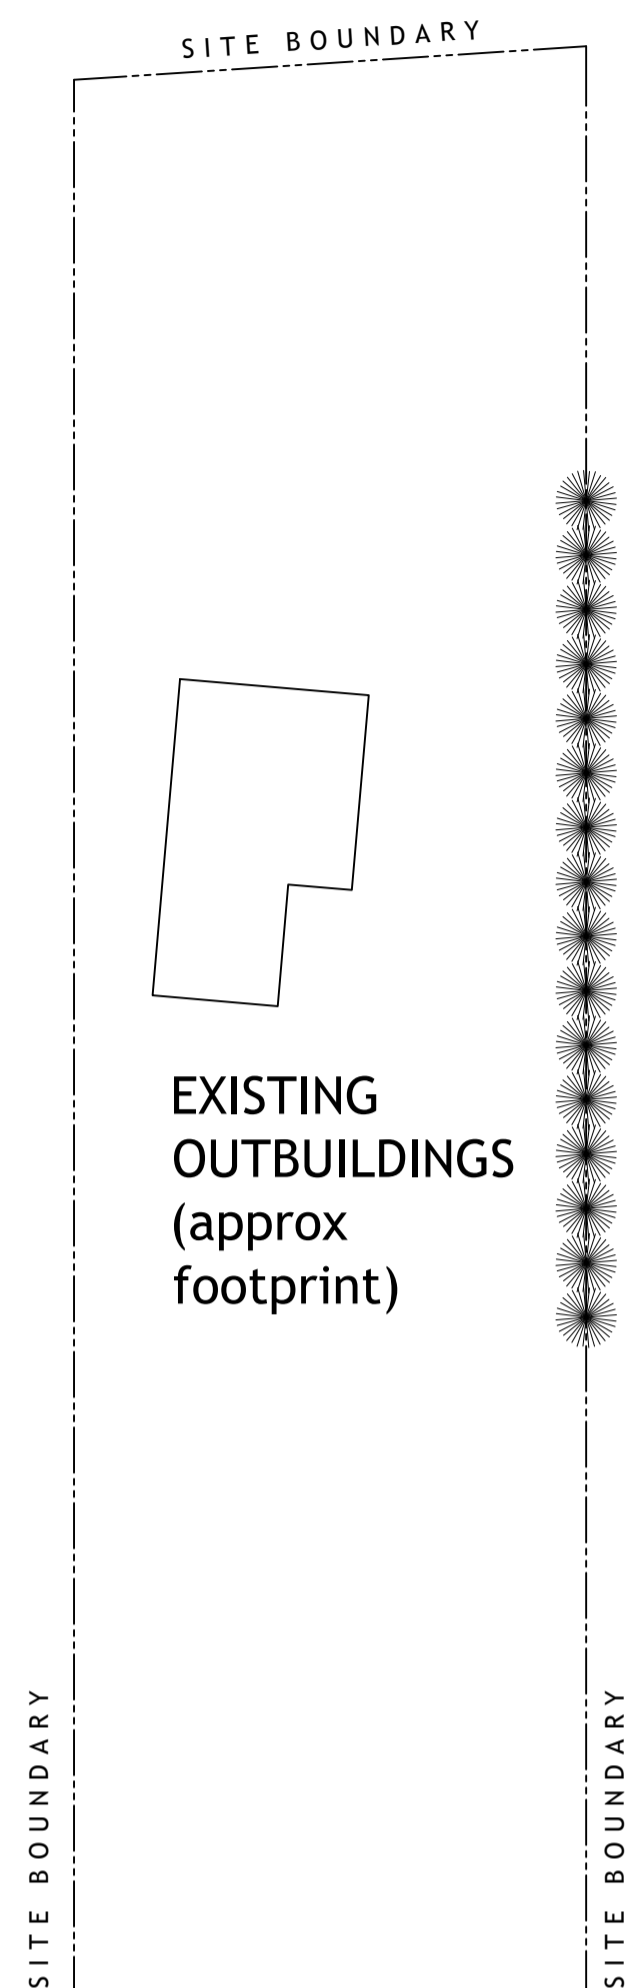 SITE BOUNDARY
EXISTING
OUTBUILDINGS
(approx
footprint)
SITE BOUNDARY
SITE BOUNDARY